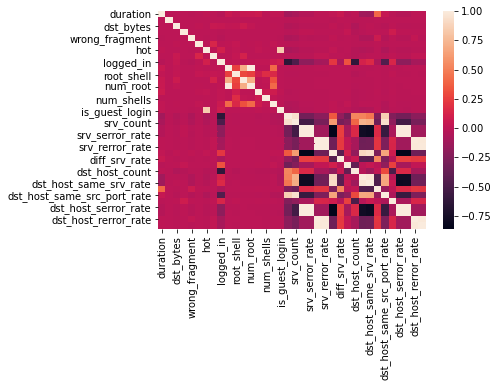 duration
dst_bytes
wrong_fragment
hot
logged_in
root_shell
num_root
num_shells
is_guest_login
srv_count
srv_serror_rate
srv_rerror_rate
diff_srv_rate
dst_host_count
dst_host_same_srv_rate
dst_host_same_src_port_rate
dst_host_serror_rate
dst_host_rerror_rate
1.00
0.75
0.50
0.25
0.00
−0.25
−0.50
−0.75
duration
dst_bytes
wrong_fragment
hot
logged_in
root_shell
num_root
num_shells
is_guest_login
srv_count
srv_serror_rate
srv_rerror_rate
diff_srv_rate
dst_host_count
dst_host_same_srv_rate
dst_host_same_src_port_rate
dst_host_serror_rate
dst_host_rerror_rate